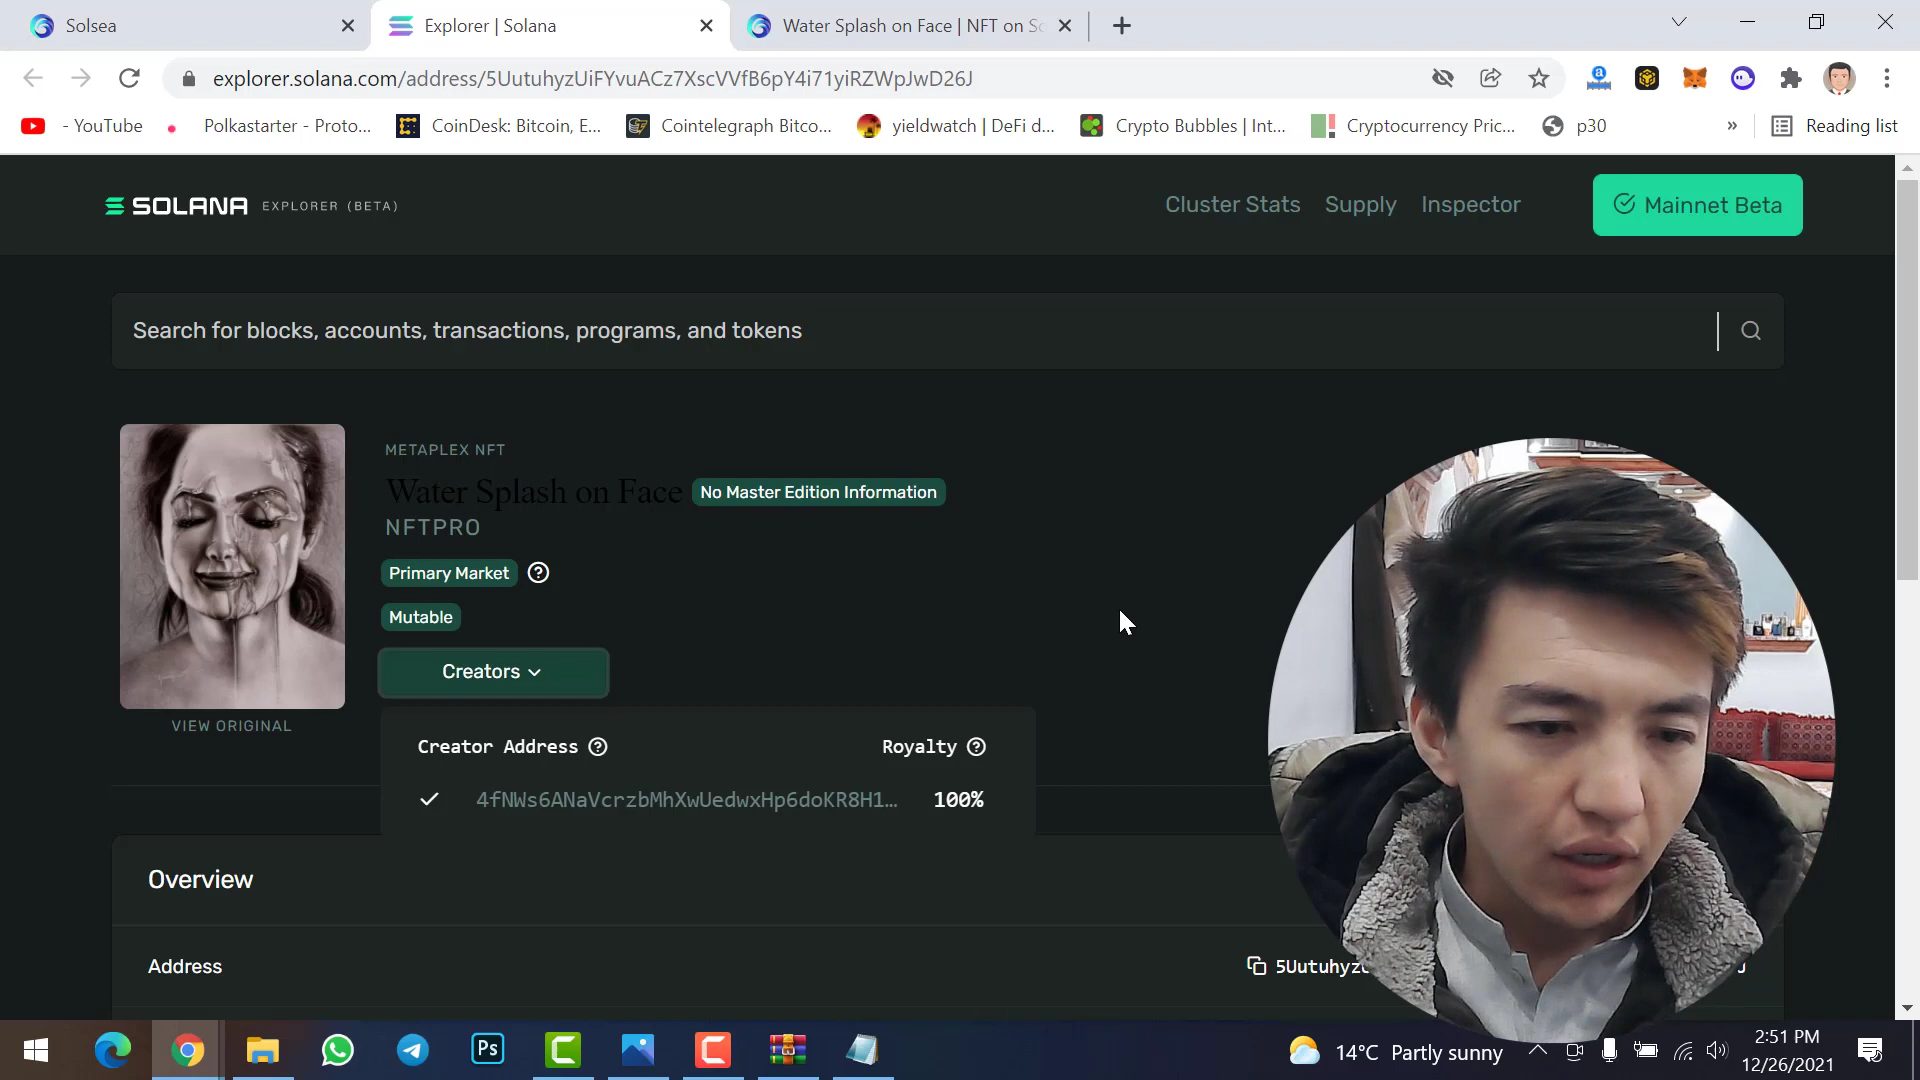 Solsea
Explorer | Solana
Water Splash on Face | NFT on So
explorer.solana.com/address/5UutuhyzUiFYvuACz7XscVVfB6pY4i71yiRZWpJwD26J
- YouTube
Polkastarter - Proto...
CoinDesk: Bitcoin, E...
Cointelegraph Bitco...
yieldwatch | DeFi d...
Crypto Bubbles | Int...
Cryptocurrency Pric...
p30
»
Reading list
SOLANA EXPLORER (BETA)
Cluster Stats
Supply
Inspector
Mainnet Beta
Search for blocks, accounts, transactions, programs, and tokens
METAPLEX NFT
Water Splash on Face
No Master Edition Information
NFTPRO
Primary Market
Mutable
Creators
VIEW ORIGINAL
Creator Address
Royalty
4fNWs6ANaVcrzbMhXwUedwxHp6doKR8H1...
100%
Overview
Address
Ps
14°C Partly sunny
2:51 PM
12/26/2021